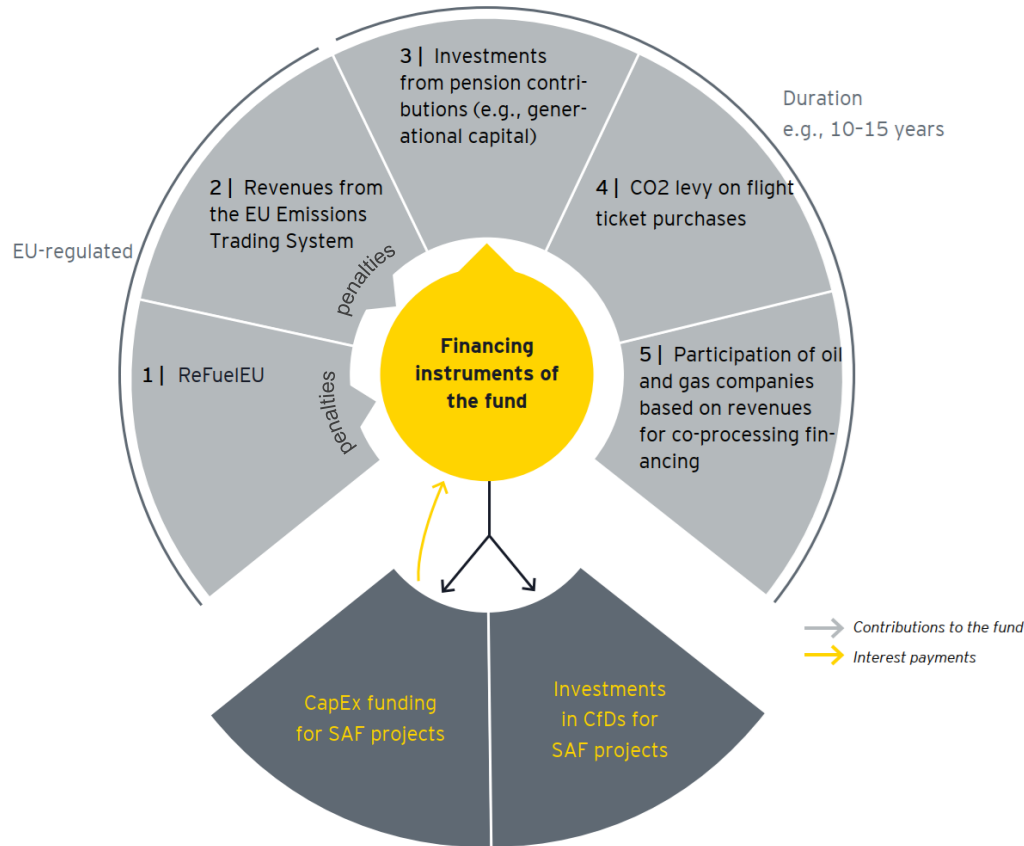 3 | Investments
from pension contri-
butions (e.g., gener-
ational capital)
Duration
e.g., 10–15 years
2 | Revenues from
the EU Emissions
Trading System
4 | CO2 levy on flight
ticket purchases
EU-regulated
penalties
1 | ReFuelEU
penalties
Financing
instruments of
the fund
5 | Participation of oil
and gas companies
based on revenues
for co-processing fin-
ancing
Contributions to the fund
Interest payments
CapEx funding
for SAF projects
Investments
in CfDs for
SAF projects